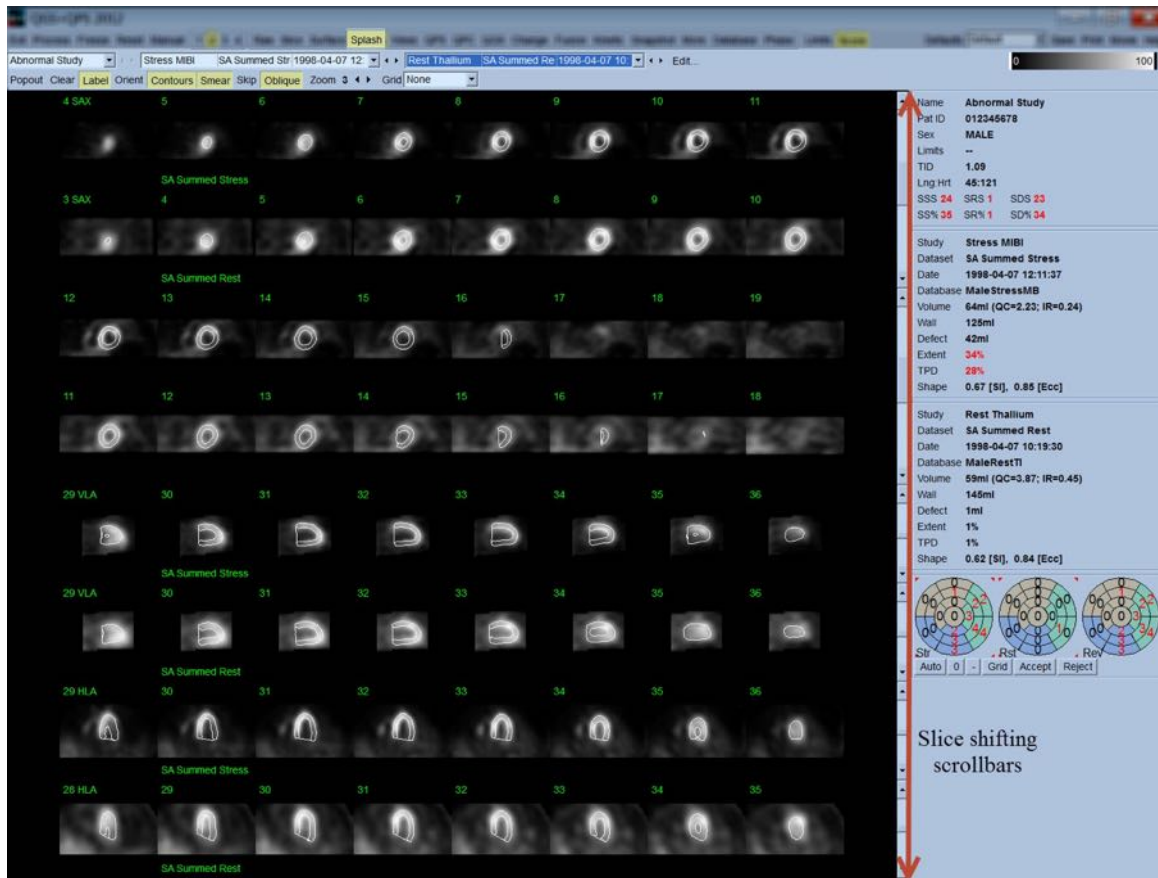 QGS+QPS 2012
Splash
Abnormal Study Stress MIBI SA Summed Str 1998-04-07 12: Rest Thallium SA Summed Re 1998-04-07 10: Edit...
0 100
Popout Clear Label Orient Contours Smear Skip Oblique Zoom 3 Grid None
4 SAX 5 6 7 8 9 10 11
SA Summed Stress
3 SAX 4 5 6 7 8 9 10
SA Summed Rest
12 13 14 15 16 17 18 19
11 12 13 14 15 16 17 18
29 VLA 30 31 32 33 34 35 36
SA Summed Stress
29 VLA 30 31 32 33 34 35 36
SA Summed Rest
29 HLA 30 31 32 33 34 35 36
SA Summed Stress
28 HLA 29 30 31 32 33 34 35
SA Summed Rest
Name Abnormal Study
Pat ID 012345678
Sex MALE
Limits --
TID 1.09
Lng:Hrt 45:121
SSS 24 SRS 1 SDS 23
SS% 35 SR% 1 SD% 34
Study Stress MIBI
Dataset SA Summed Stress
Date 1998-04-07 12:11:37
Database MaleStressMB
Volume 64ml (QC=2.23; IR=0.24)
Wall 125ml
Defect 42ml
Extent 34%
TPD 28%
Shape 0.67 [SI], 0.85 [Ecc]
Study Rest Thallium
Dataset SA Summed Rest
Date 1998-04-07 10:19:30
Database MaleRestTl
Volume 59ml (QC=3.87; IR=0.45)
Wall 145ml
Defect 1ml
Extent 1%
TPD 1%
Shape 0.62 [SI], 0.84 [Ecc]
Str Rst Rev
Auto 0 - Grid Accept Reject
Slice shifting
scrollbars